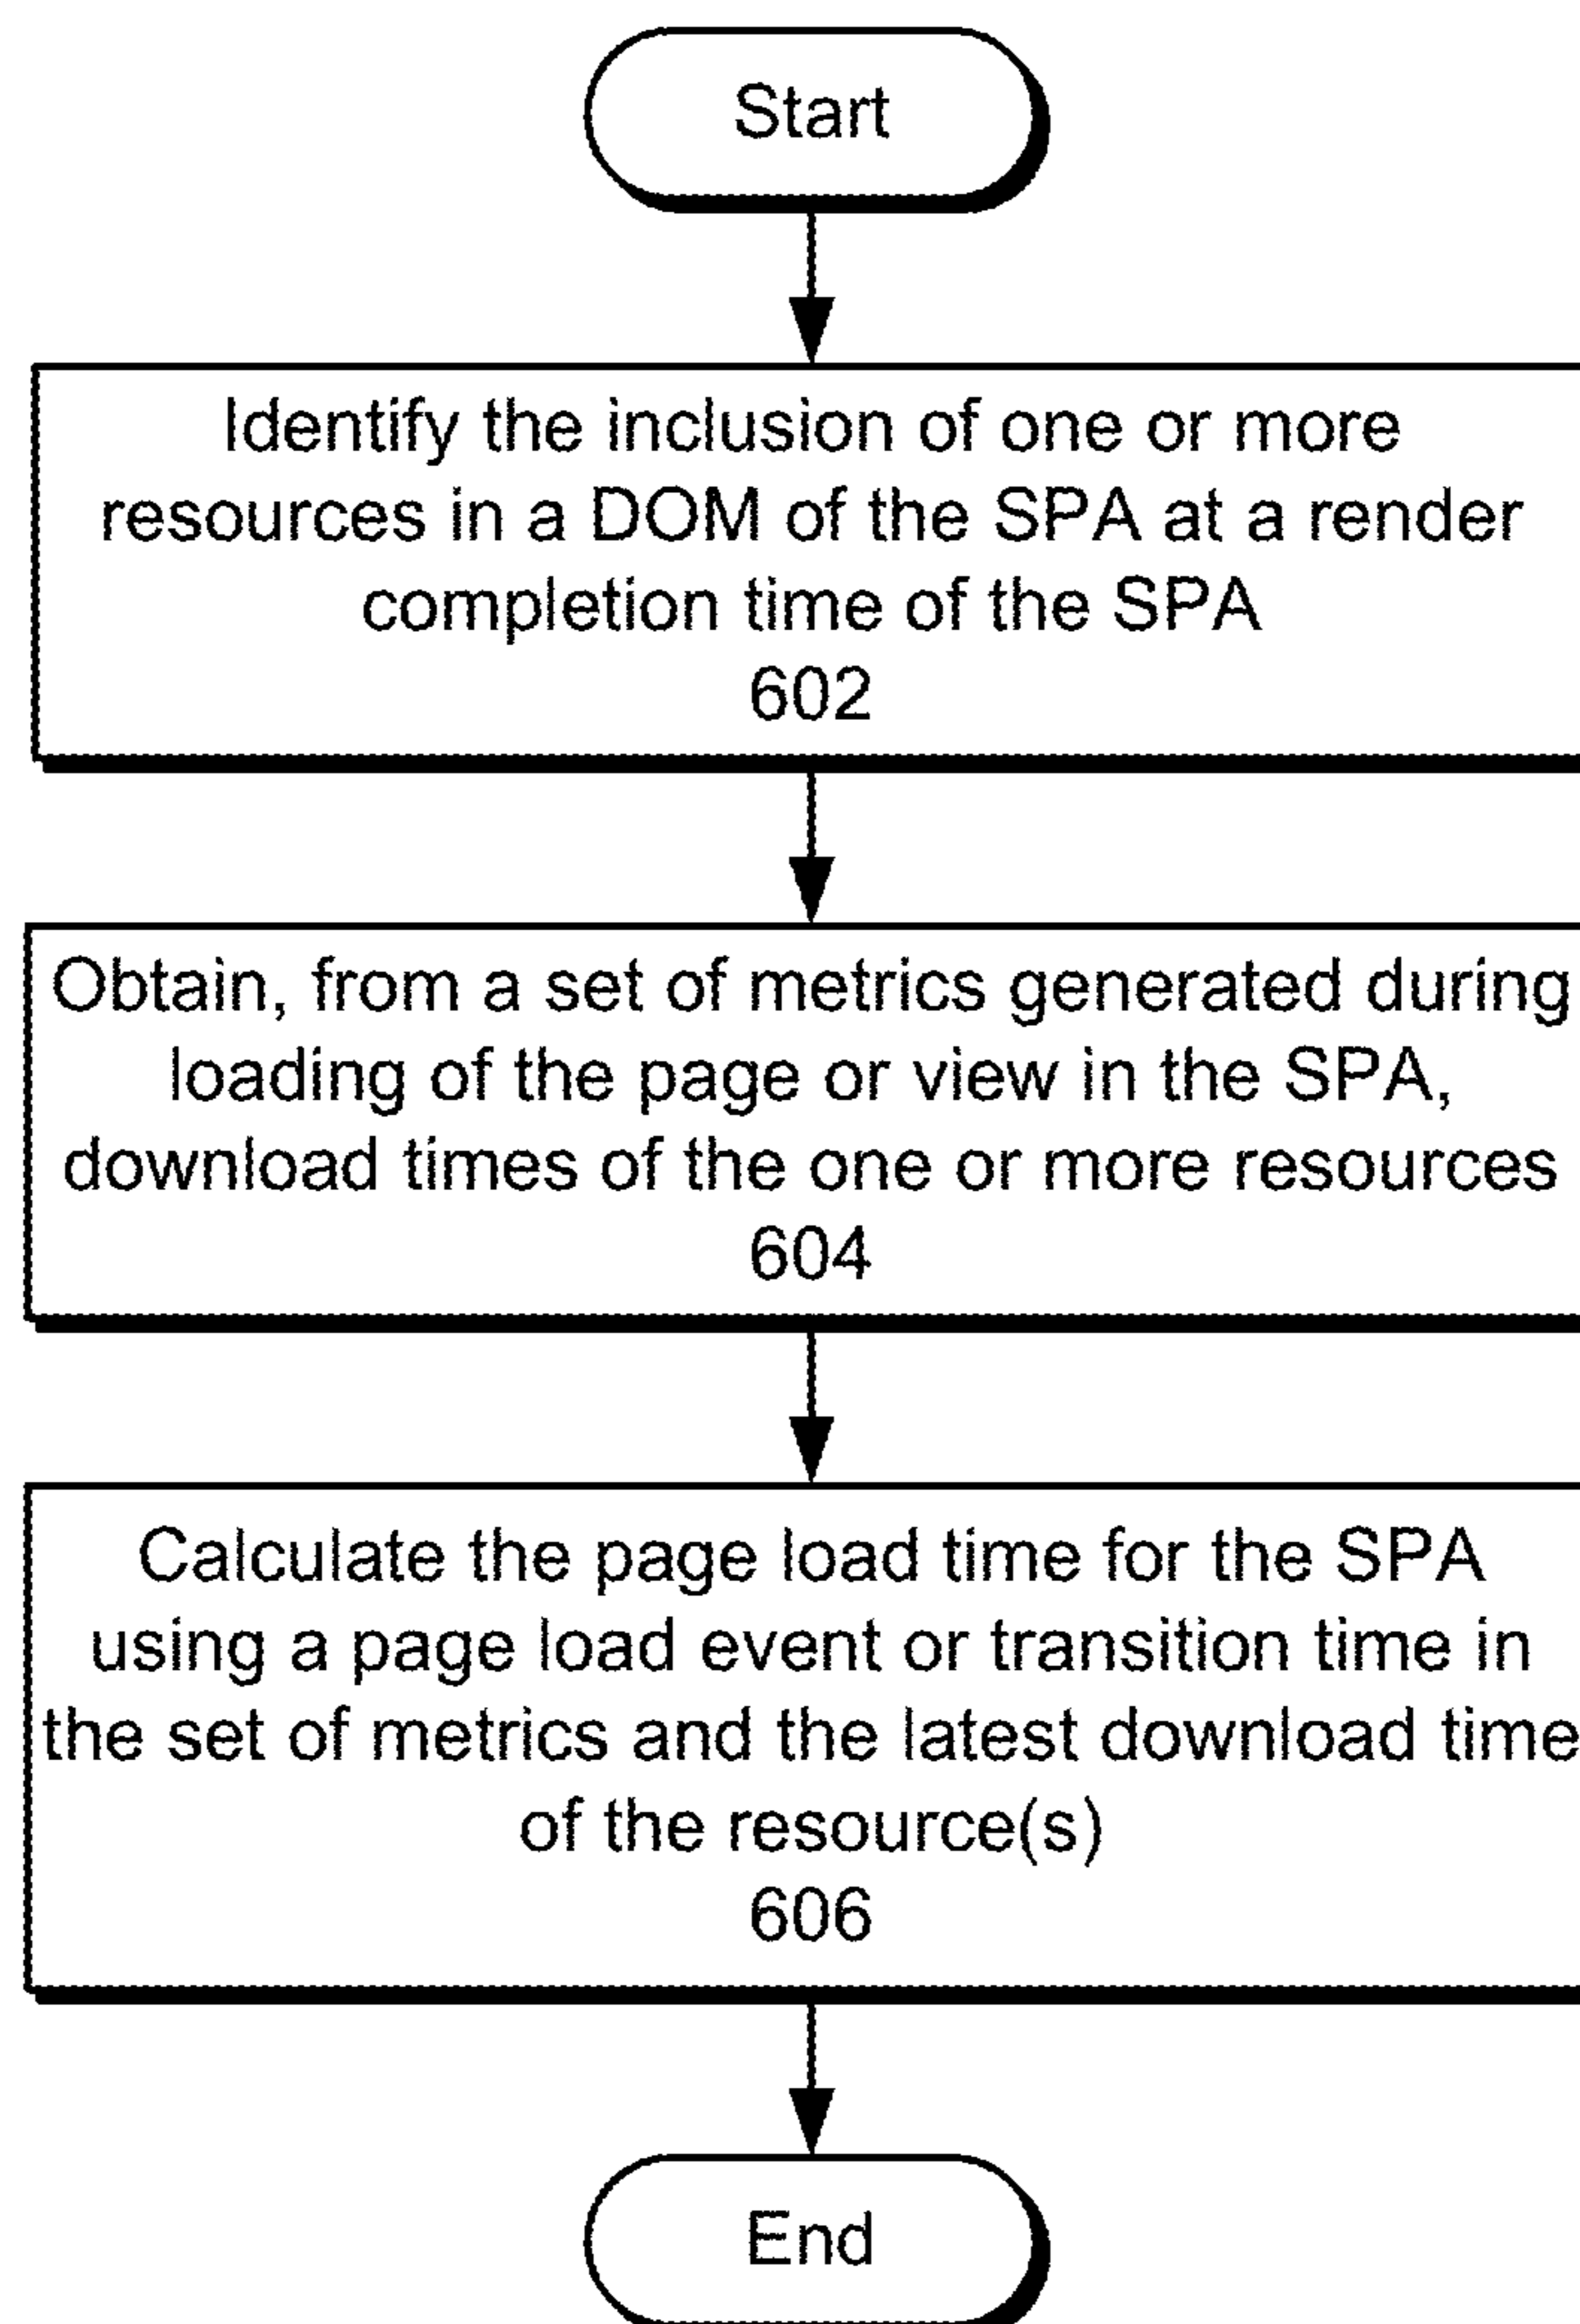 Start
Identify the inclusion of one or more
resources in a DOM of the SPA at a render
completion time of the SPA
602
Obtain, from a set of metrics generated during
loading of the page or view in the SPA,
download times of the one or more resources
604
Calculate the page load time for the SPA
using a page load event or transition time in
the set of metrics and the latest download time
of the resource(s)
606
End